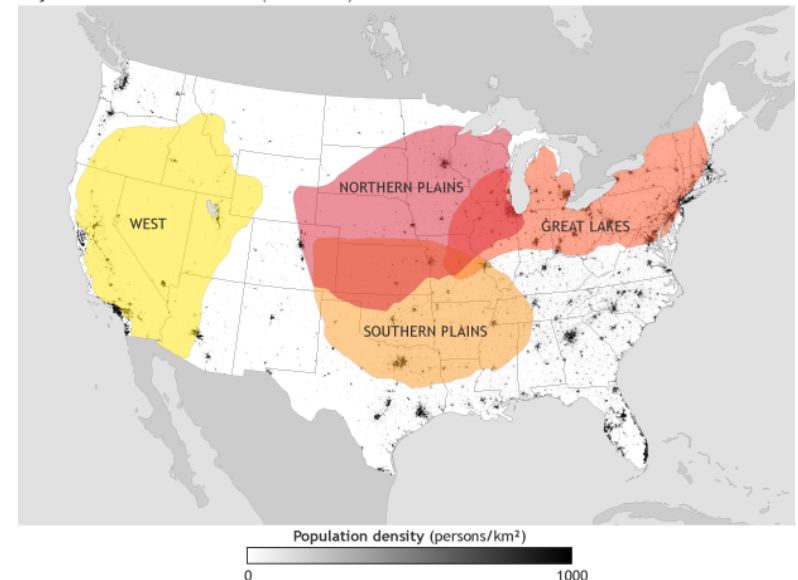 NORTHERN PLAINS
WEST
GREAT LAKES
SOUTHERN PLAINS
Population density (persons/km²)
0
1000